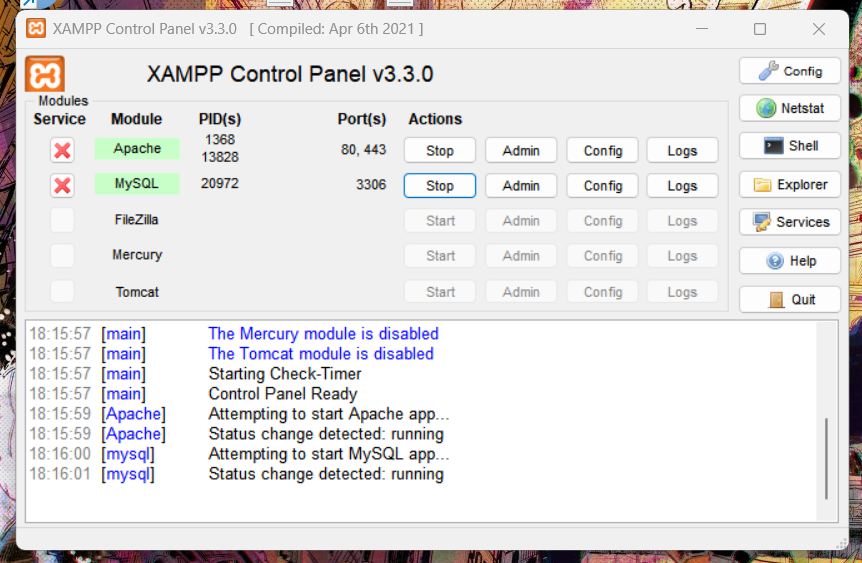 XAMPP Control Panel v3.3.0 [ Compiled: Apr 6th 2021 ]
XAMPP Control Panel v3.3.0
Config
Modules
Service Module PID(s) Port(s) Actions
Netstat
Apache 1368 13828 80, 443 Stop Admin Config Logs
Shell
MySQL 20972 3306 Stop Admin Config Logs
Explorer
FileZilla Start Admin Config Logs
Services
Mercury Start Admin Config Logs
Help
Tomcat Start Admin Config Logs
Quit
18:15:57 [main] The Mercury module is disabled
18:15:57 [main] The Tomcat module is disabled
18:15:57 [main] Starting Check-Timer
18:15:57 [main] Control Panel Ready
18:15:59 [Apache] Attempting to start Apache app...
18:15:59 [Apache] Status change detected: running
18:16:00 [mysql] Attempting to start MySQL app...
18:16:01 [mysql] Status change detected: running